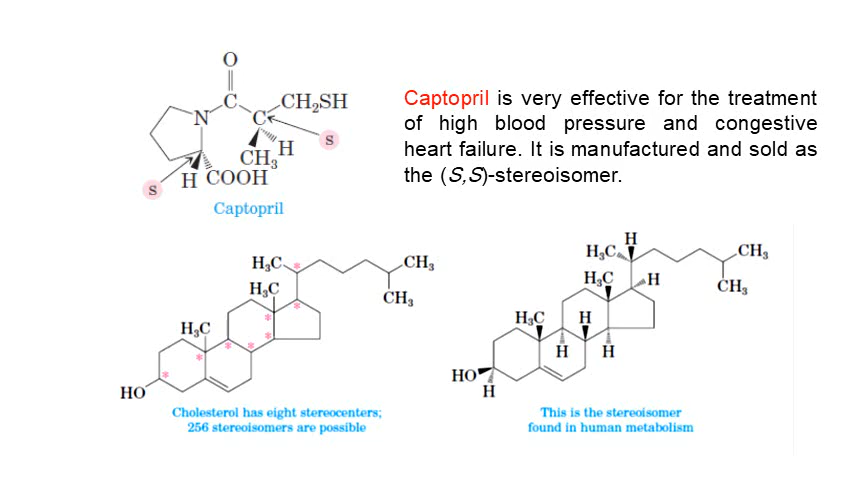 O
C
CH₂SH
N
C
S
H
CH₃
S
H
COOH
Captopril
Captopril is very effective for the treatment
of high blood pressure and congestive
heart failure. It is manufactured and sold as
the (S,S)-stereoisomer.
H₃C
*
CH₃
H₃C
*
CH₃
*
H₃C
*
*
*
*
*
HO
Cholesterol has eight stereocenters;
256 stereoisomers are possible
H
H₃C
CH₃
H₃C
H
CH₃
H₃C
H
H
H
HO
H
This is the stereoisomer
found in human metabolism